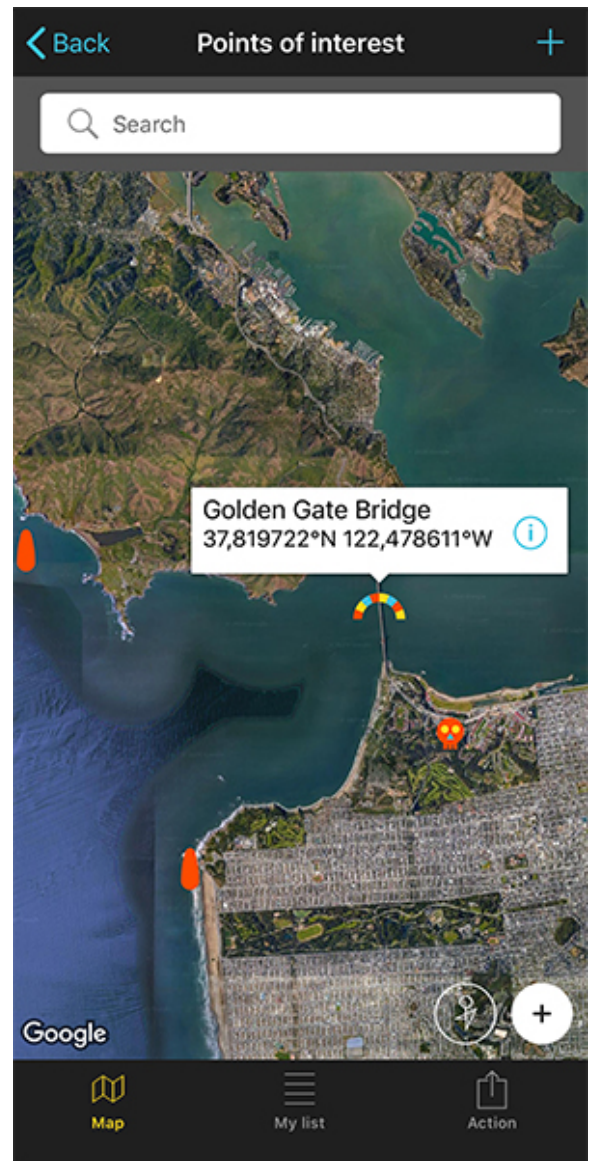 Back
Points of interest
+
Search
Golden Gate Bridge
37,819722°N 122,478611°W
i
+
Google
Map
My list
Action